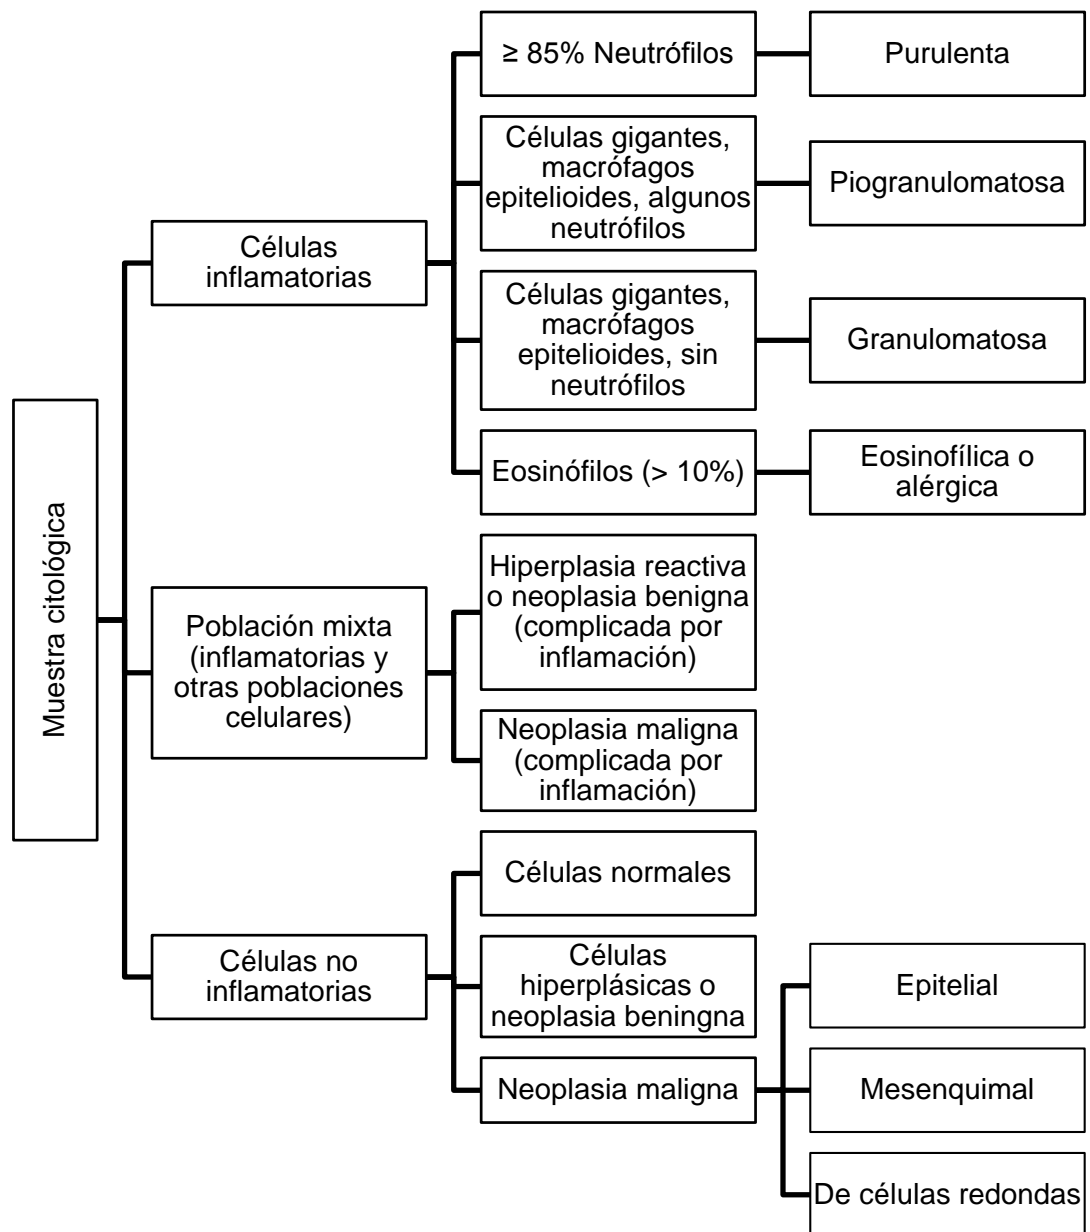 Muestra citológica
Células
inflamatorias
≥ 85% Neutrófilos
Purulenta
Células gigantes,
macrófagos
epitelioides, algunos
neutrófilos
Piogranulomatosa
Células gigantes,
macrófagos
epitelioides, sin
neutrófilos
Granulomatosa
Eosinófilos (> 10%)
Eosinofílica o
alérgica
Población mixta
(inflamatorias y
otras poblaciones
celulares)
Hiperplasia reactiva
o neoplasia benigna
(complicada por
inflamación)
Neoplasia maligna
(complicada por
inflamación)
Células no
inflamatorias
Células normales
Células
hiperplásicas o
neoplasia beningna
Neoplasia maligna
Epitelial
Mesenquimal
De células redondas